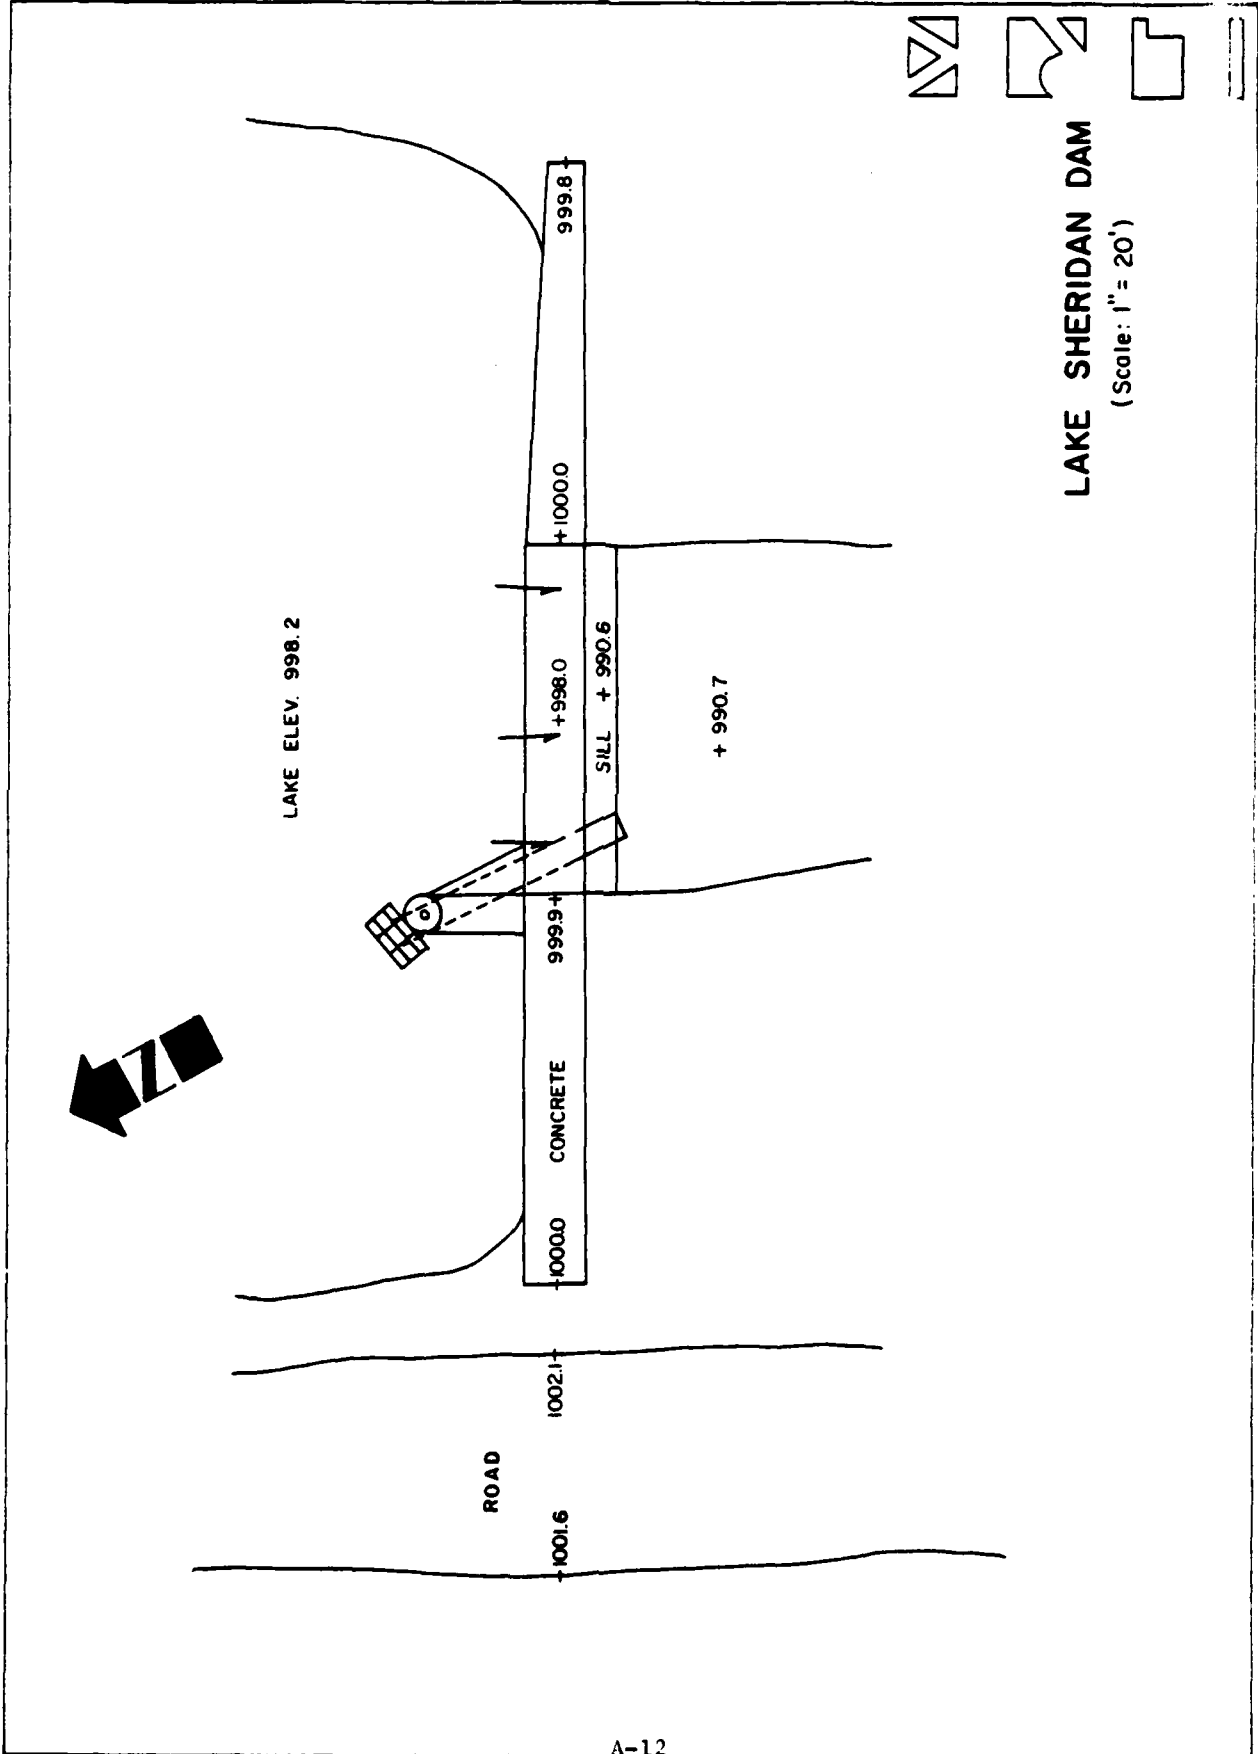 LAKE ELEV. 998.2
ROAD
+1001.6
1002.1+
+1000.0
CONCRETE
999.9+
+998.0
+1000.0
999.8+
SILL + 990.6
+ 990.7
LAKE SHERIDAN DAM
(Scale: 1" = 20')
N
A-12